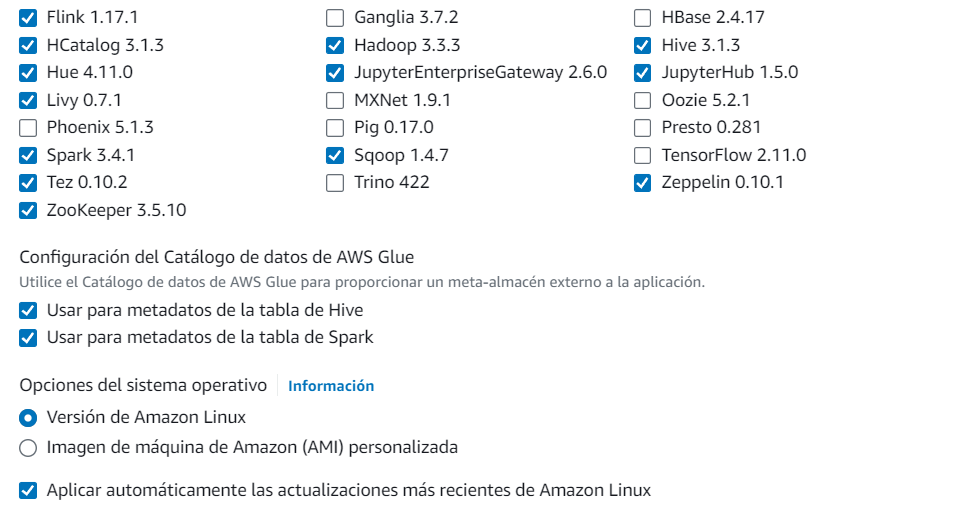 Flink 1.17.1 Ganglia 3.7.2 HBase 2.4.17
HCatalog 3.1.3 Hadoop 3.3.3 Hive 3.1.3
Hue 4.11.0 JupyterEnterpriseGateway 2.6.0 JupyterHub 1.5.0
Livy 0.7.1 MXNet 1.9.1 Oozie 5.2.1
Phoenix 5.1.3 Pig 0.17.0 Presto 0.281
Spark 3.4.1 Sqoop 1.4.7 TensorFlow 2.11.0
Tez 0.10.2 Trino 422 Zeppelin 0.10.1
ZooKeeper 3.5.10
Configuración del Catálogo de datos de AWS Glue
Utilice el Catálogo de datos de AWS Glue para proporcionar un meta-almacén externo a la aplicación.
Usar para metadatos de la tabla de Hive
Usar para metadatos de la tabla de Spark
Opciones del sistema operativo Información
Versión de Amazon Linux
Imagen de máquina de Amazon (AMI) personalizada
Aplicar automáticamente las actualizaciones más recientes de Amazon Linux